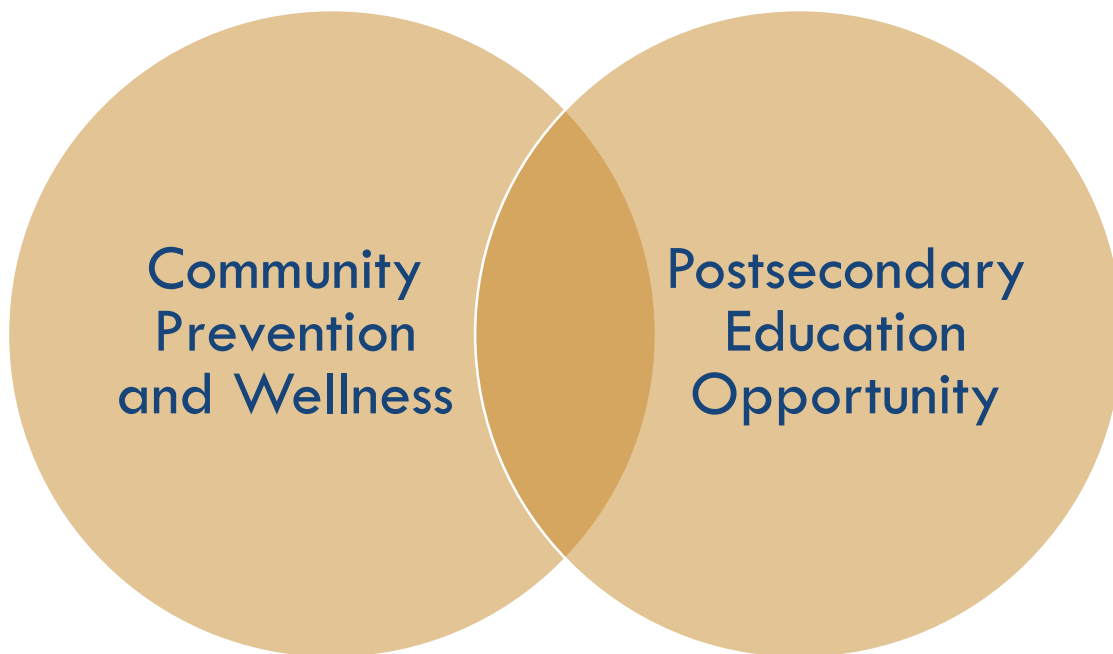 Community
Prevention
and Wellness
Postsecondary
Education
Opportunity